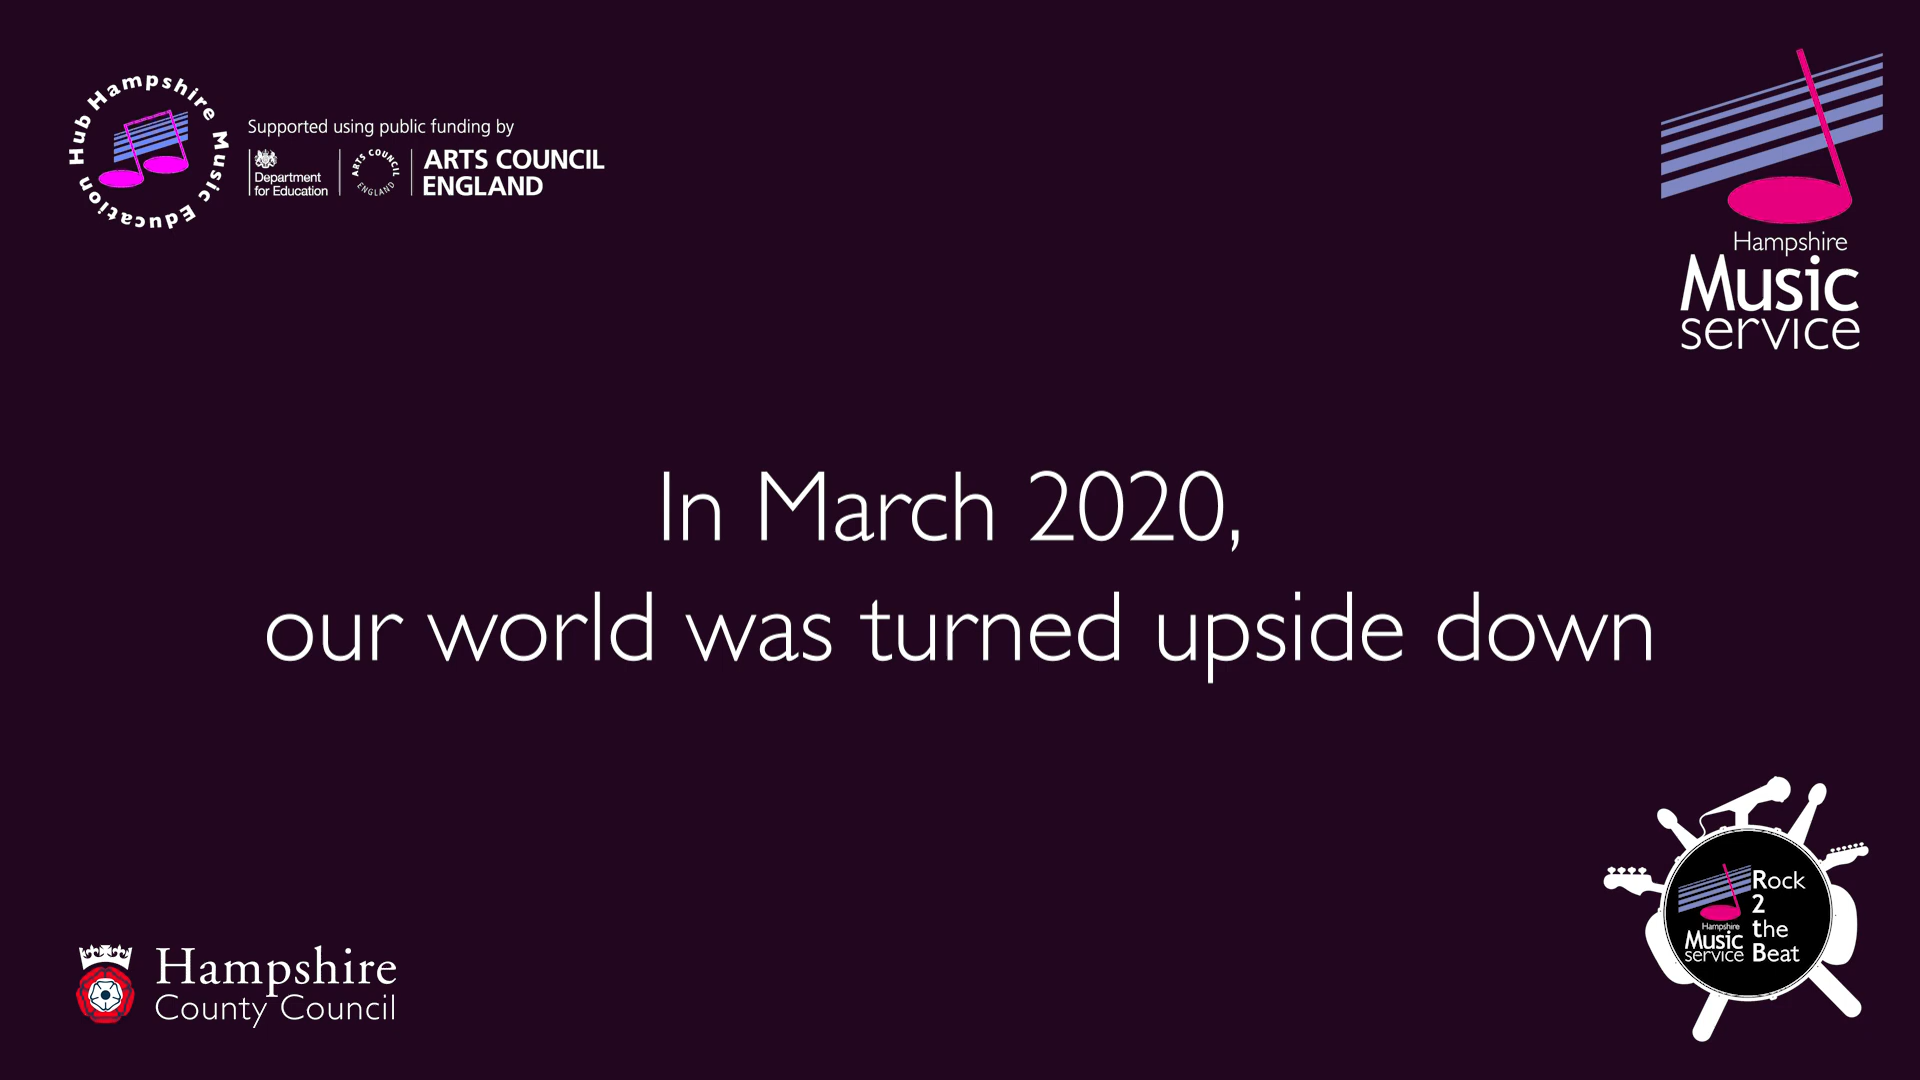 Hampshire Music Education Hub
Supported using public funding by
Department
for Education
ARTS COUNCIL
ENGLAND
ARTS COUNCIL
ENGLAND
Hampshire
Music
service
In March 2020,
our world was turned upside down
Hampshire
County Council
Hampshire
Music
service
Rock
2
the
Beat